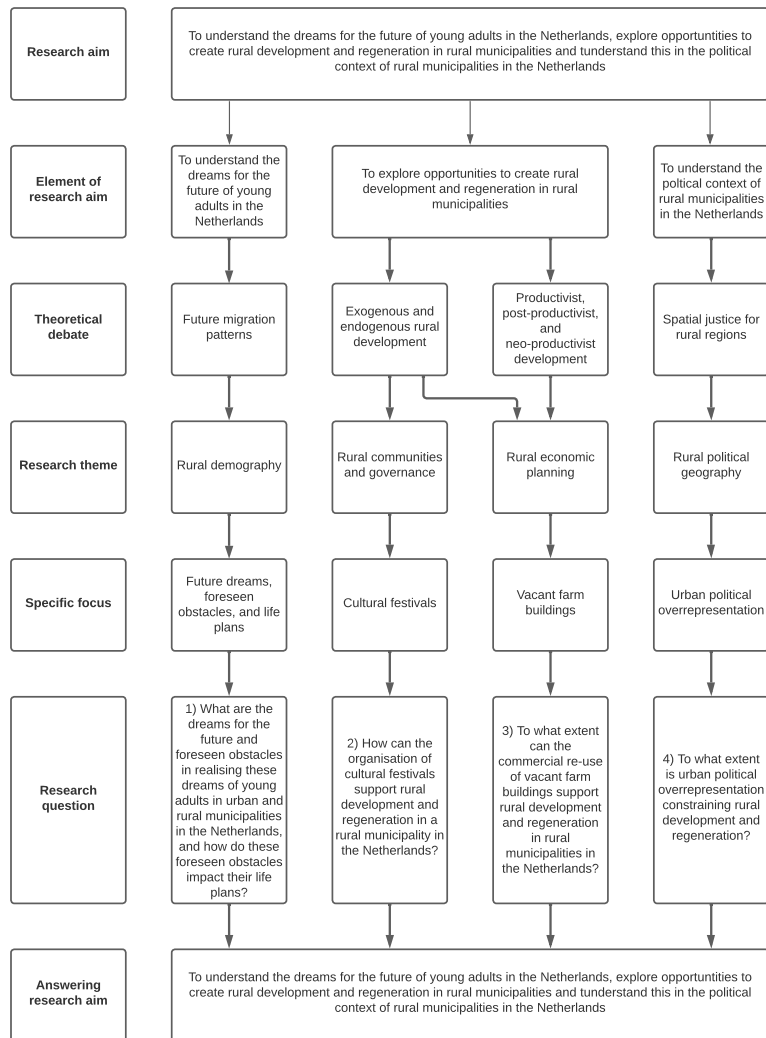 Research aim
To understand the dreams for the future of young adults in the Netherlands, explore opportuntities to
create rural development and regeneration in rural municipalities and tunderstand this in the political
context of rural municipalities in the Netherlands
Element of
research aim
To understand the
dreams for the
future of young
adults in the
Netherlands
To explore opportunities to create rural
development and regeneration in rural
municipalities
To understand the
poltical context of
rural municipalities
in the Netherlands
Theoretical
debate
Future migration
patterns
Exogenous and
endogenous rural
development
Productivist,
post-productivist,
and
neo-productivist
development
Spatial justice for
rural regions
Research theme
Rural demography
Rural communities
and governance
Rural economic
planning
Rural political
geography
Specific focus
Future dreams,
foreseen
obstacles, and life
plans
Cultural festivals
Vacant farm
buildings
Urban political
overrepresentation
Research
question
1) What are the
dreams for the
future and
foreseen obstacles
in realising these
dreams of young
adults in urban and
rural municipalities
in the Netherlands,
and how do these
foreseen obstacles
impact their life
plans?
2) How can the
organisation of
cultural festivals
support rural
development and
regeneration in a
rural municipality in
the Netherlands?
3) To what extent
can the
commercial re-use
of vacant farm
buildings support
rural development
and regeneration
in rural
municipalities in
the Netherlands?
4) To what extent
is urban political
overrepresentation
constraining rural
development and
regeneration?
Answering
research aim
To understand the dreams for the future of young adults in the Netherlands, explore opportuntities to
create rural development and regeneration in rural municipalities and tunderstand this in the political
context of rural municipalities in the Netherlands